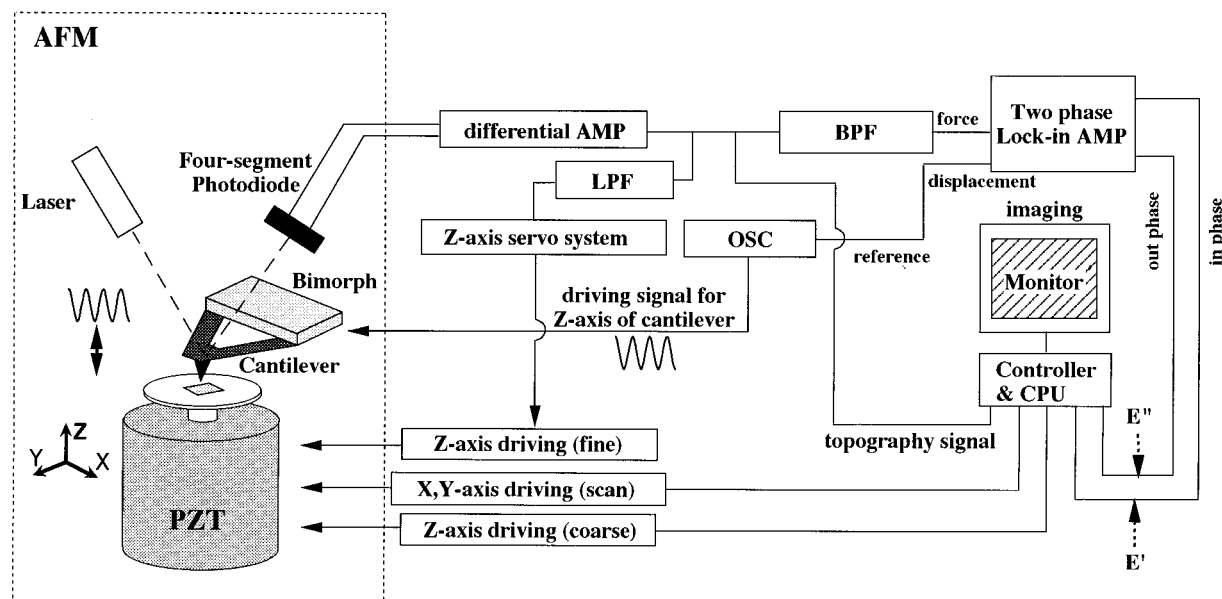 AFM
Laser
Four-segment
Photodiode
Bimorph
Cantilever
Z
Y
X
PZT
differential AMP
LPF
Z-axis servo system
OSC
driving signal for
Z-axis of cantilever
BPF
force
Two phase
Lock-in AMP
displacement
reference
imaging
Monitor
Controller
& CPU
topography signal
out phase
in phase
E"
E'
Z-axis driving (fine)
X,Y-axis driving (scan)
Z-axis driving (coarse)